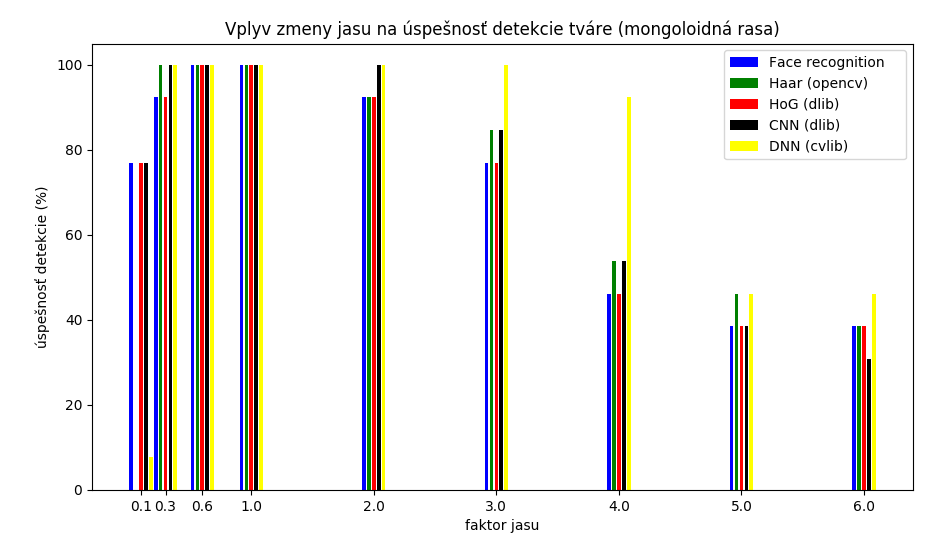 Vplyv zmeny jasu na úspešnosť detekcie tváre (mongoloidná rasa)
Face recognition
Haar (opencv)
HoG (dlib)
CNN (dlib)
DNN (cvlib)
úspešnosť detekcie (%)
100
80
60
40
20
0
0.1 0.3 0.6 1.0 2.0 3.0 4.0 5.0 6.0
faktor jasu